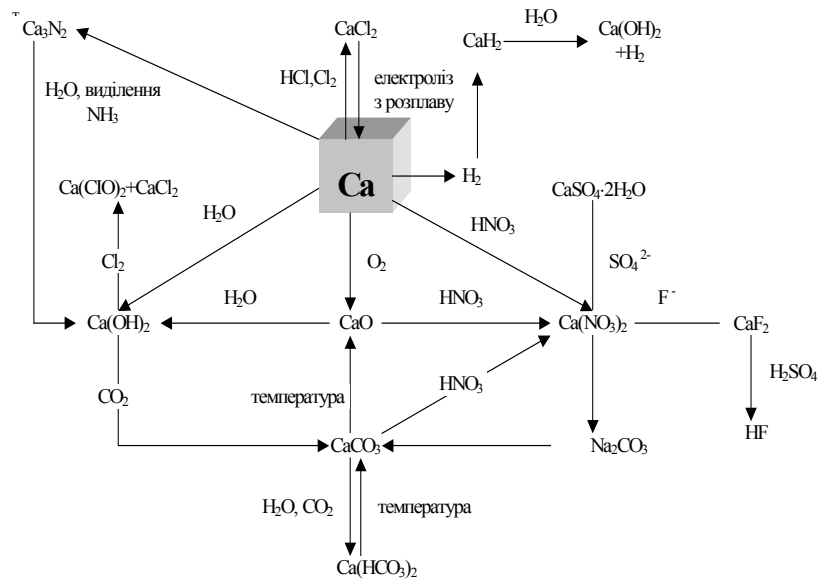 т
Ca₃N₂
CaCl₂
CaH₂
H₂O
Ca(OH)₂
+H₂
H₂O, виділення
NH₃
HCl,Cl₂
електроліз
з розплаву
Ca
H₂
Ca(ClO)₂+CaCl₂
H₂O
HNO₃
CaSO₄·2H₂O
Cl₂
O₂
SO₄²⁻
H₂O
HNO₃
F⁻
Ca(OH)₂
CaO
Ca(NO₃)₂
CaF₂
CO₂
температура
HNO₃
H₂SO₄
CaCO₃
Na₂CO₃
HF
H₂O, CO₂
температура
Ca(HCO₃)₂